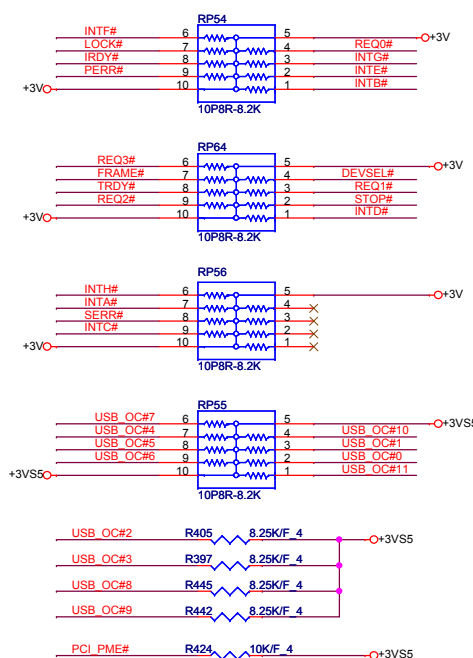 RP54
INTF# 6 5 +3V
LOCK# 7 4 REQ0#
IRDY# 8 3 INTG#
PERR# 9 2 INTE#
+3V 10 1 INTB#
10P8R-8.2K
RP64
REQ3# 6 5 +3V
FRAME# 7 4 DEVSEL#
TRDY# 8 3 REQ1#
REQ2# 9 2 STOP#
+3V 10 1 INTD#
10P8R-8.2K
RP56
INTH# 6 5 +3V
INTA# 7 4
SERR# 8 3
INTC# 9 2
+3V 10 1
10P8R-8.2K
RP55
USB_OC#7 6 5 +3VS5
USB_OC#4 7 4 USB_OC#10
USB_OC#5 8 3 USB_OC#1
USB_OC#6 9 2 USB_OC#0
+3VS5 10 1 USB_OC#11
10P8R-8.2K
USB_OC#2 R405 8.25K/F_4 +3VS5
USB_OC#3 R397 8.25K/F_4
USB_OC#8 R445 8.25K/F_4
USB_OC#9 R442 8.25K/F_4
PCI_PME# R424 10K/F_4 +3VS5